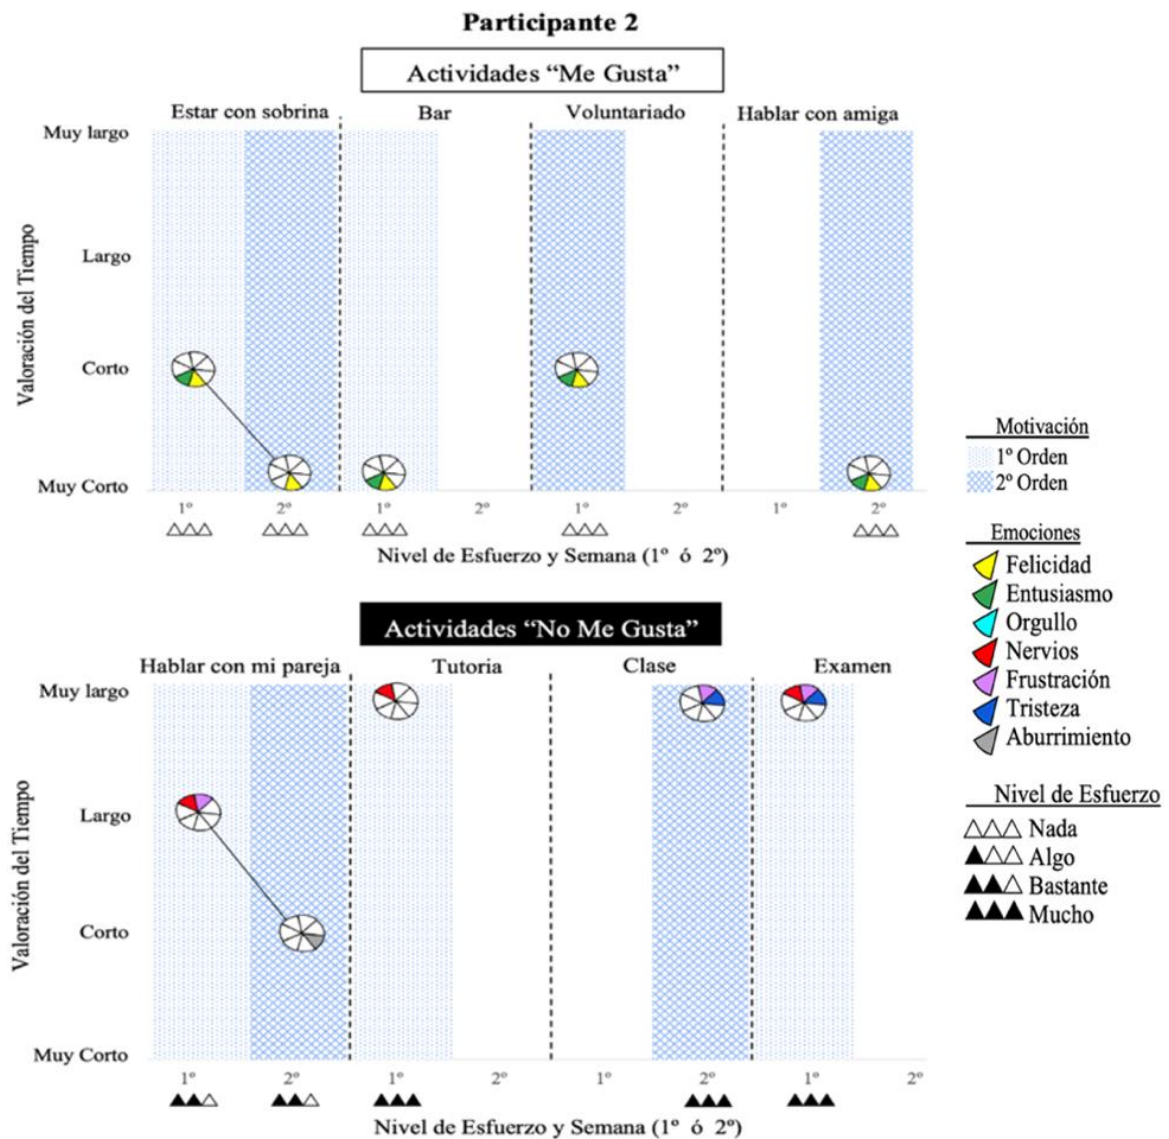 Participante 2
Actividades “Me Gusta”
Estar con sobrina Bar Voluntariado Hablar con amiga
Muy largo
Largo
Corto
Muy Corto
Valoración del Tiempo
1º 2º 1º 2º 1º 2º 1º 2º
Nivel de Esfuerzo y Semana (1º ó 2º)
Actividades “No Me Gusta”
Hablar con mi pareja Tutoria Clase Examen
Muy largo
Largo
Corto
Muy Corto
Valoración del Tiempo
1º 2º 1º 2º 1º 2º 1º 2º
Nivel de Esfuerzo y Semana (1º ó 2º)
Motivación
1º Orden
2º Orden
Emociones
Felicidad
Entusiasmo
Orgullo
Nervios
Frustración
Tristeza
Aburrimiento
Nivel de Esfuerzo
Nada
Algo
Bastante
Mucho